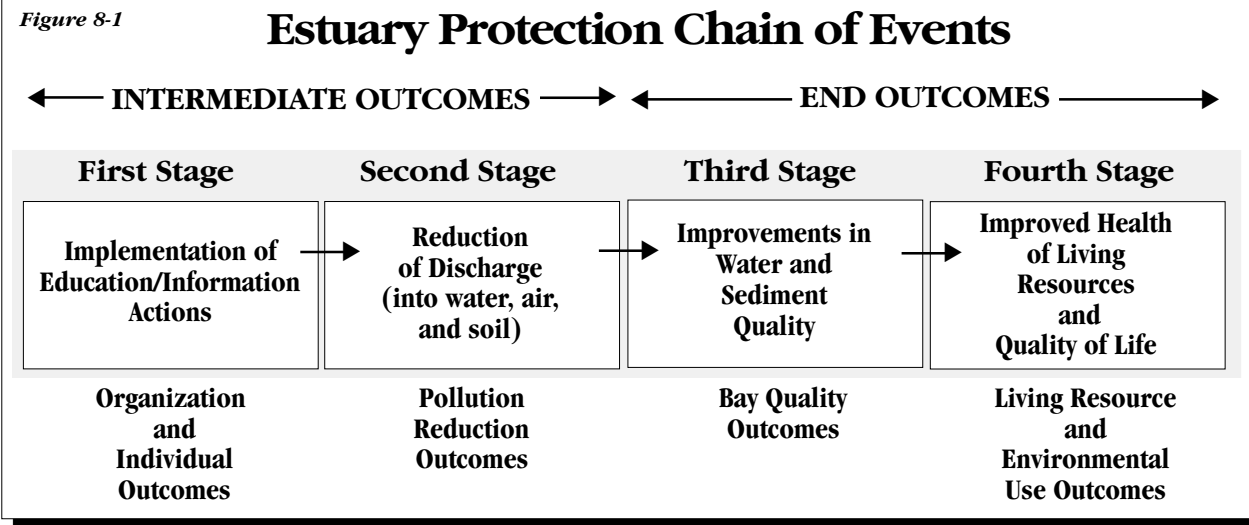 Figure 8-1
Estuary Protection Chain of Events
INTERMEDIATE OUTCOMES
END OUTCOMES
First Stage
Second Stage
Third Stage
Fourth Stage
Implementation of
Education/Information
Actions
Reduction
of Discharge
(into water, air,
and soil)
Improvements in
Water and
Sediment
Quality
Improved Health
of Living
Resources
and
Quality of Life
Organization
and
Individual
Outcomes
Pollution
Reduction
Outcomes
Bay Quality
Outcomes
Living Resource
and
Environmental
Use Outcomes